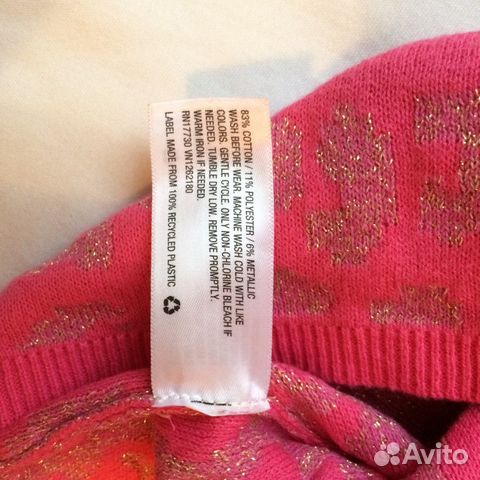 83% COTTON / 11% POLYESTER / 6% METALLIC
WASH BEFORE WEAR. MACHINE WASH COLD WITH LIKE
COLORS. GENTLE CYCLE. ONLY NON-CHLORINE BLEACH IF
NEEDED. TUMBLE DRY LOW. REMOVE PROMPTLY.
WARM IRON IF NEEDED.
RN17730 VN1262180
LABEL MADE FROM 100% RECYCLED PLASTIC
Avito